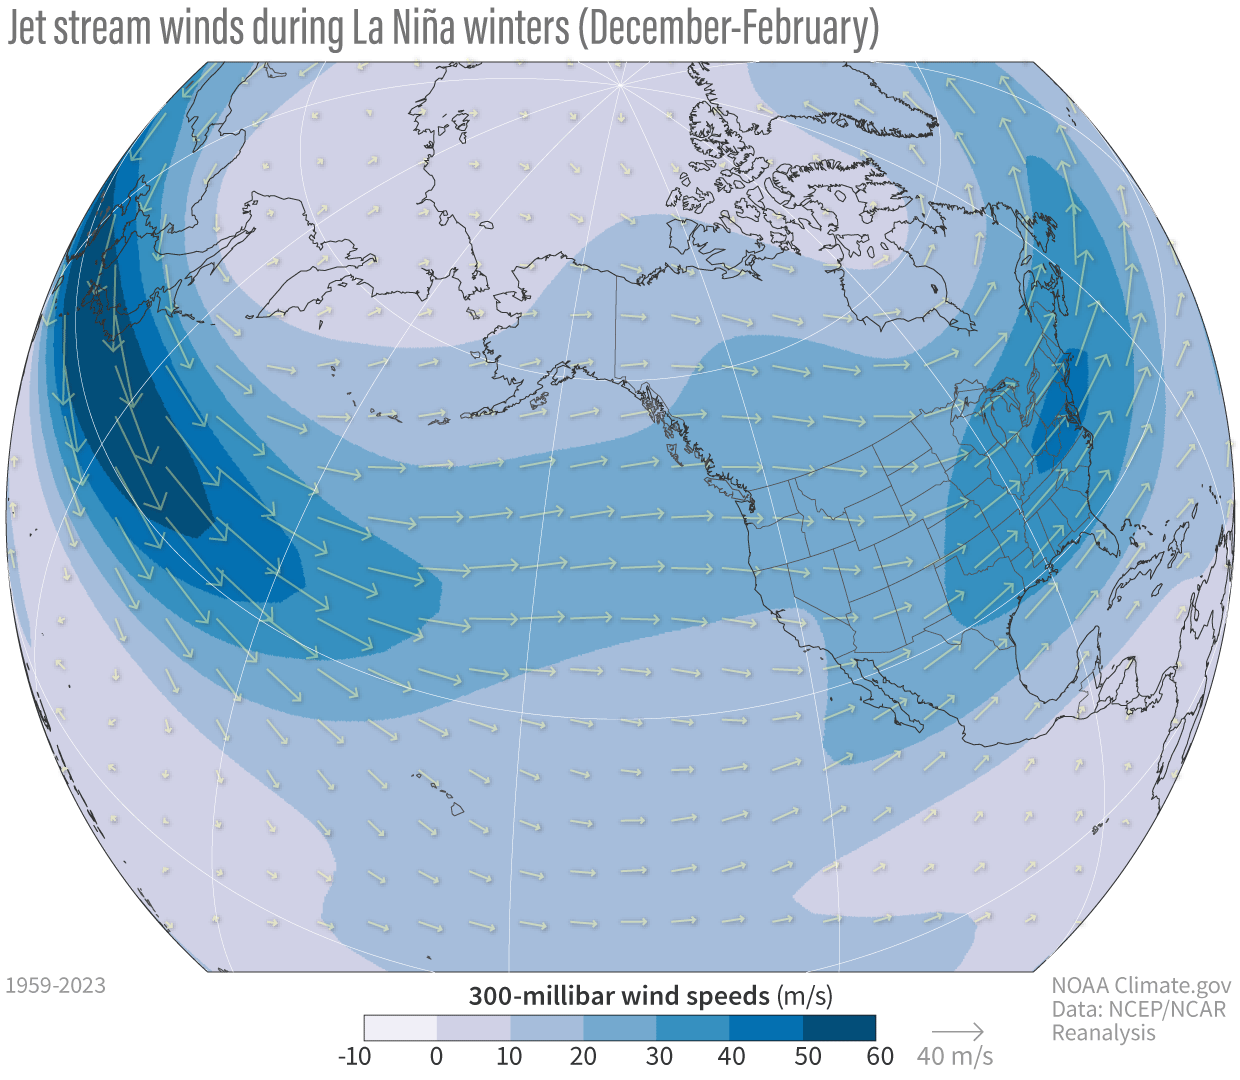 Jet stream winds during La Niña winters (December-February)
1959-2023
300-millibar wind speeds (m/s)
-10 0 10 20 30 40 50 60
40 m/s
NOAA Climate.gov
Data: NCEP/NCAR
Reanalysis